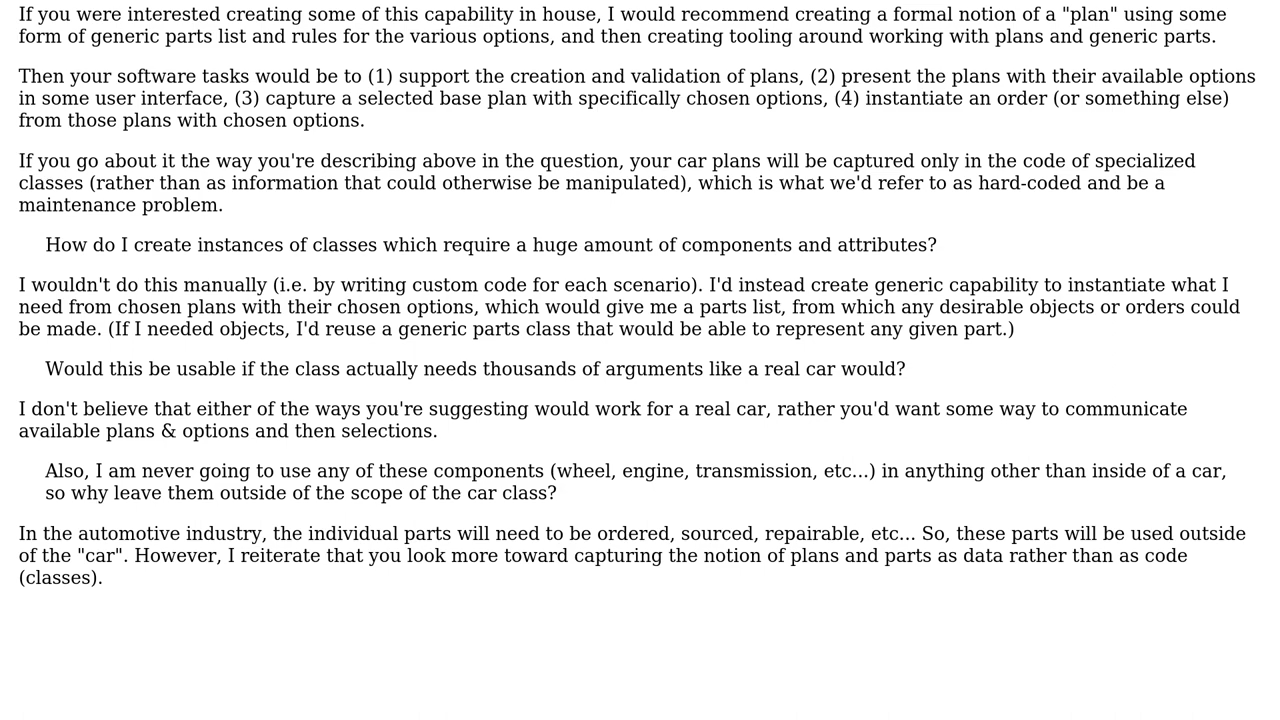 If you were interested creating some of this capability in house, I would recommend creating a formal notion of a "plan" using some
form of generic parts list and rules for the various options, and then creating tooling around working with plans and generic parts.
Then your software tasks would be to (1) support the creation and validation of plans, (2) present the plans with their available options
in some user interface, (3) capture a selected base plan with specifically chosen options, (4) instantiate an order (or something else)
from those plans with chosen options.
If you go about it the way you're describing above in the question, your car plans will be captured only in the code of specialized
classes (rather than as information that could otherwise be manipulated), which is what we'd refer to as hard-coded and be a
maintenance problem.
How do I create instances of classes which require a huge amount of components and attributes?
I wouldn't do this manually (i.e. by writing custom code for each scenario). I'd instead create generic capability to instantiate what I
need from chosen plans with their chosen options, which would give me a parts list, from which any desirable objects or orders could
be made. (If I needed objects, I'd reuse a generic parts class that would be able to represent any given part.)
Would this be usable if the class actually needs thousands of arguments like a real car would?
I don't believe that either of the ways you're suggesting would work for a real car, rather you'd want some way to communicate
available plans & options and then selections.
Also, I am never going to use any of these components (wheel, engine, transmission, etc...) in anything other than inside of a car,
so why leave them outside of the scope of the car class?
In the automotive industry, the individual parts will need to be ordered, sourced, repairable, etc... So, these parts will be used outside
of the "car". However, I reiterate that you look more toward capturing the notion of plans and parts as data rather than as code
(classes).